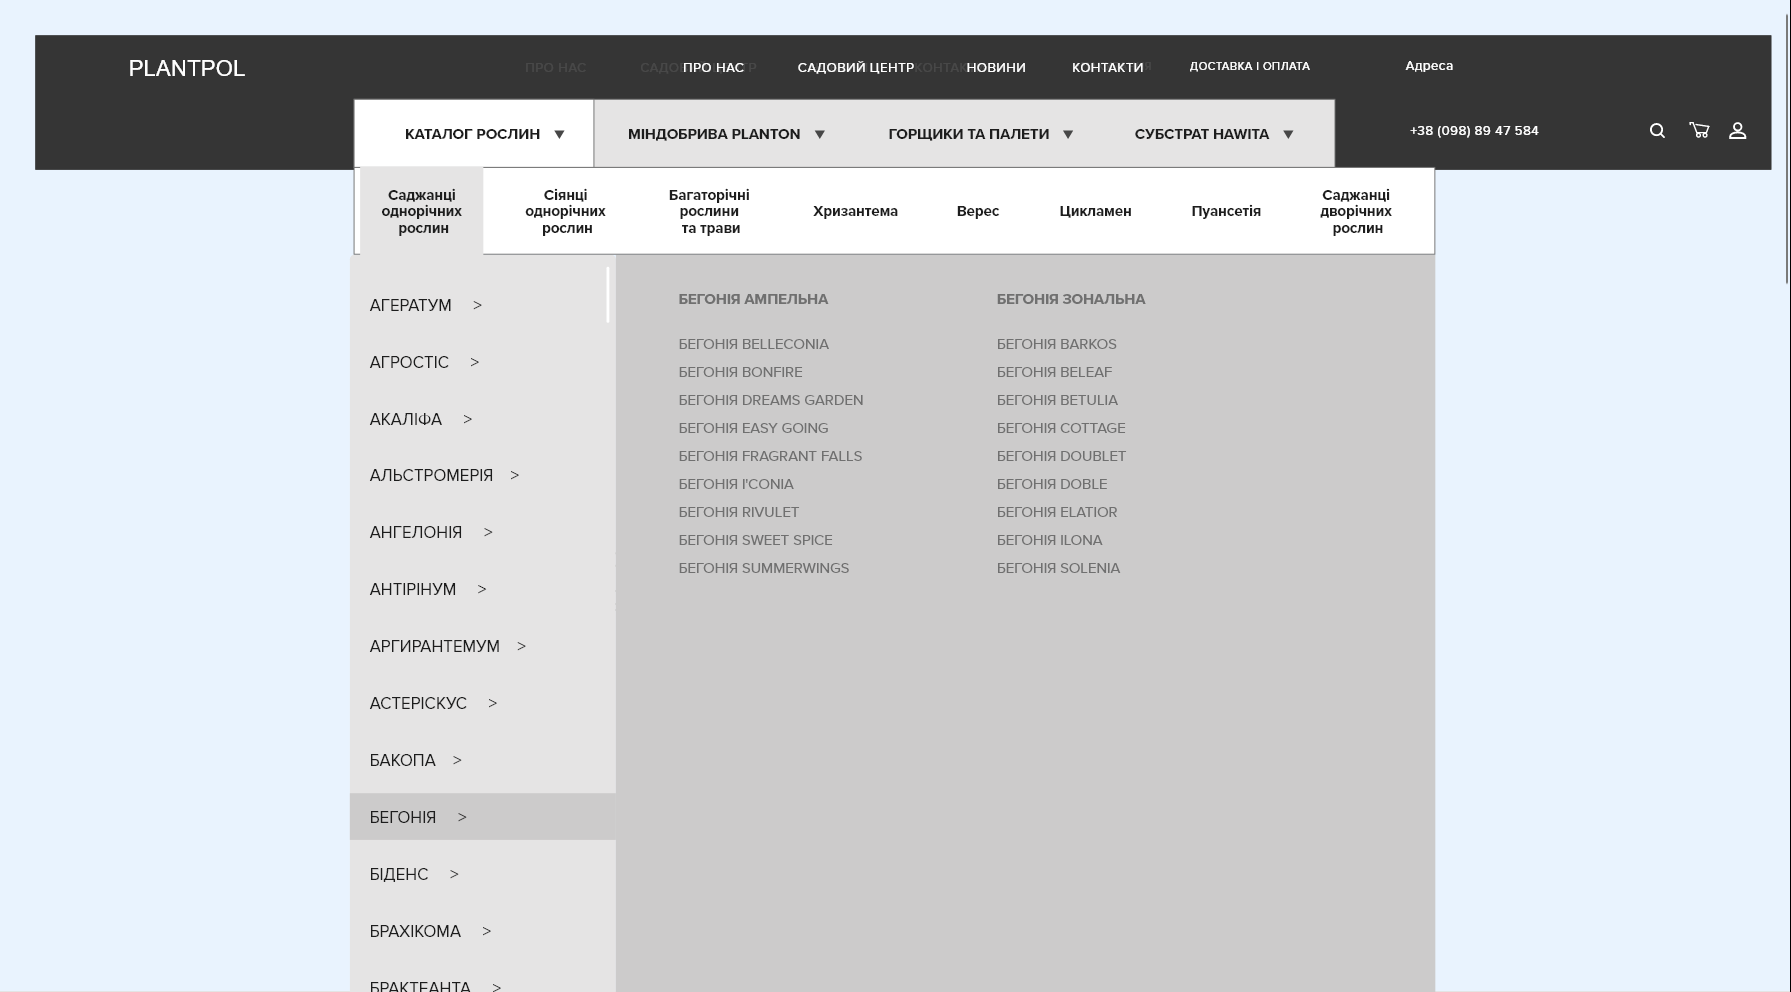 PLANTPOL
ПРО НАС
САДОВИЙ ЦЕНТР
НОВИНИ
КОНТАКТИ
ДОСТАВКА І ОПЛАТА
Адреса
КАТАЛОГ РОСЛИН ▼
МІНДОБРИВА PLANTON ▼
ГОРЩИКИ ТА ПАЛЕТИ ▼
СУБСТРАТ HAWITA ▼
+38 (098) 89 47 584
Саджанці
однорічних
рослин
Сіянці
однорічних
рослин
Багаторічні
рослини
та трави
Хризантема
Верес
Цикламен
Пуансетія
Саджанці
дворічних
рослин
АГЕРАТУМ >
АГРОСТІС >
АКАЛІФА >
АЛЬСТРОМЕРІЯ >
АНГЕЛОНІЯ >
АНТІРІНУМ >
АРГИРАНТЕМУМ >
АСТЕРІСКУС >
БАКОПА >
БЕГОНІЯ >
БІДЕНС >
БРАХІКОМА >
БРАКТЕАНТА >
БЕГОНІЯ АМПЕЛЬНА
БЕГОНІЯ BELLECONIA
БЕГОНІЯ BONFIRE
БЕГОНІЯ DREAMS GARDEN
БЕГОНІЯ EASY GOING
БЕГОНІЯ FRAGRANT FALLS
БЕГОНІЯ I'CONIA
БЕГОНІЯ RIVULET
БЕГОНІЯ SWEET SPICE
БЕГОНІЯ SUMMERWINGS
БЕГОНІЯ ЗОНАЛЬНА
БЕГОНІЯ BARKOS
БЕГОНІЯ BELEAF
БЕГОНІЯ BETULIA
БЕГОНІЯ COTTAGE
БЕГОНІЯ DOUBLET
БЕГОНІЯ DOBLE
БЕГОНІЯ ELATIOR
БЕГОНІЯ ILONA
БЕГОНІЯ SOLENIA